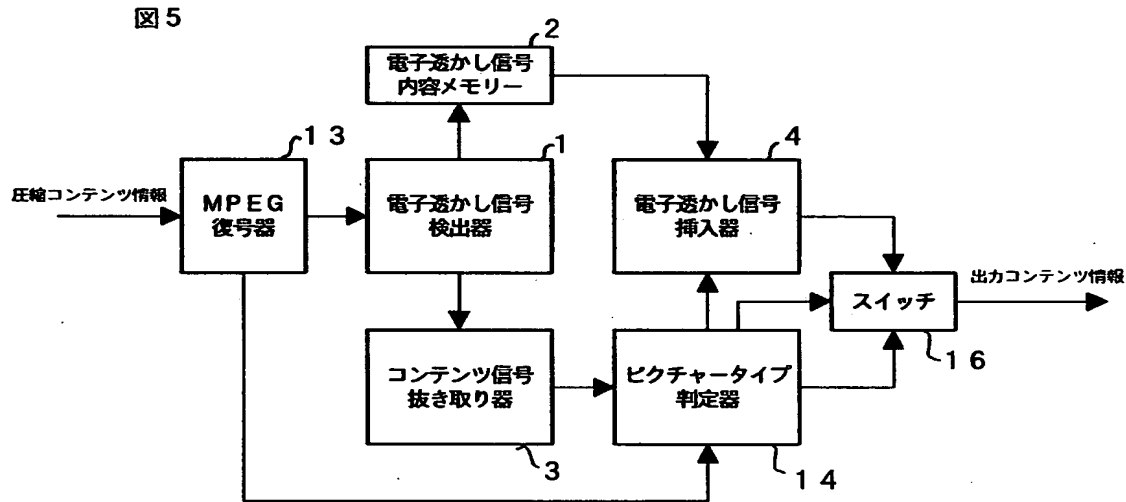 図5
2
電子透かし信号
内容メモリー
13
1
4
圧縮コンテンツ情報
MPEG
復号器
電子透かし信号
検出器
電子透かし信号
挿入器
出力コンテンツ情報
スイッチ
16
コンテンツ信号
抜き取り器
ピクチャータイプ
判定器
3
14